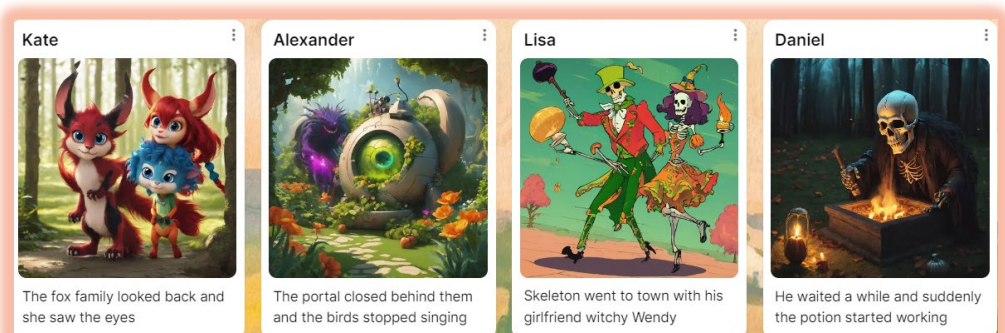 Kate
The fox family looked back and
she saw the eyes
Alexander
The portal closed behind them
and the birds stopped singing
Lisa
Skeleton went to town with his
girlfriend witchy Wendy
Daniel
He waited a while and suddenly
the potion started working